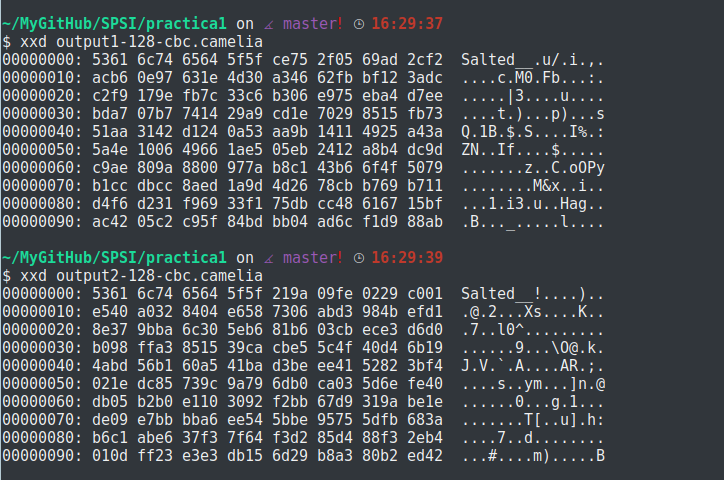 ~/MyGitHub/SPSI/practica1 on ∡ master! ◷ 16:29:37
$ xxd output1-128-cbc.camelia
00000000: 5361 6c74 6564 5f5f ce75 2f05 69ad 2cf2  Salted__.u/.i.,.
00000010: acb6 0e97 631e 4d30 a346 62fb bf12 3adc  ....c.M0.Fb...:.
00000020: c2f9 179e fb7c 33c6 b306 e975 eba4 d7ee  .....|3....u....
00000030: bda7 07b7 7414 29a9 cd1e 7029 8515 fb73  ....t.)...p)...s
00000040: 51aa 3142 d124 0a53 aa9b 1411 4925 a43a  Q.1B.$.S....I%.:
00000050: 5a4e 1006 4966 1ae5 05eb 2412 a8b4 dc9d  ZN..If....$.....
00000060: c9ae 809a 8800 977a b8c1 43b6 6f4f 5079  .......z..C.oOPy
00000070: b1cc dbcc 8aed 1a9d 4d26 78cb b769 b711  ........M&x..i..
00000080: d4f6 d231 f969 33f1 75db cc48 6167 15bf  ...1.i3.u..Hag..
00000090: ac42 05c2 c95f 84bd bb04 ad6c f1d9 88ab  .B..._.....l....
~/MyGitHub/SPSI/practica1 on ∡ master! ◷ 16:29:39
$ xxd output2-128-cbc.camelia
00000000: 5361 6c74 6564 5f5f 219a 09fe 0229 c001  Salted__!....)..
00000010: e540 a032 8404 e658 7306 abd3 984b efd1  .@.2...Xs....K..
00000020: 8e37 9bba 6c30 5eb6 81b6 03cb ece3 d6d0  .7..l0^.........
00000030: b098 ffa3 8515 39ca cbe5 5c4f 40d4 6b19  ......9...\O@.k.
00000040: 4abd 56b1 60a5 41ba d3be ee41 5282 3bf4  J.V.`.A....AR.;.
00000050: 021e dc85 739c 9a79 6db0 ca03 5d6e fe40  ....s..ym...]n.@
00000060: db05 b2b0 e110 3092 f2bb 67d9 319a be1e  ......0...g.1...
00000070: de09 e7bb bba6 ee54 5bbe 9575 5dfb 683a  .......T[..u].h:
00000080: b6c1 abe6 37f3 7f64 f3d2 85d4 88f3 2eb4  ....7..d........
00000090: 010d ff23 e3e3 db15 6d29 b8a3 80b2 ed42  ...#....m).....B